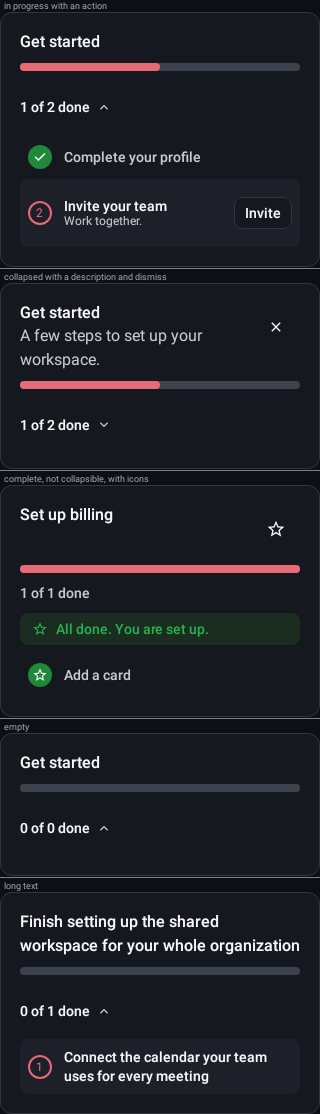 in progress with an action
Get started
1 of 2 done
Complete your profile
2
Invite your team
Work together.
Invite
collapsed with a description and dismiss
Get started
A few steps to set up your
workspace.
1 of 2 done
complete, not collapsible, with icons
Set up billing
1 of 1 done
All done. You are set up.
Add a card
empty
Get started
0 of 0 done
long text
Finish setting up the shared
workspace for your whole organization
0 of 1 done
1
Connect the calendar your team
uses for every meeting